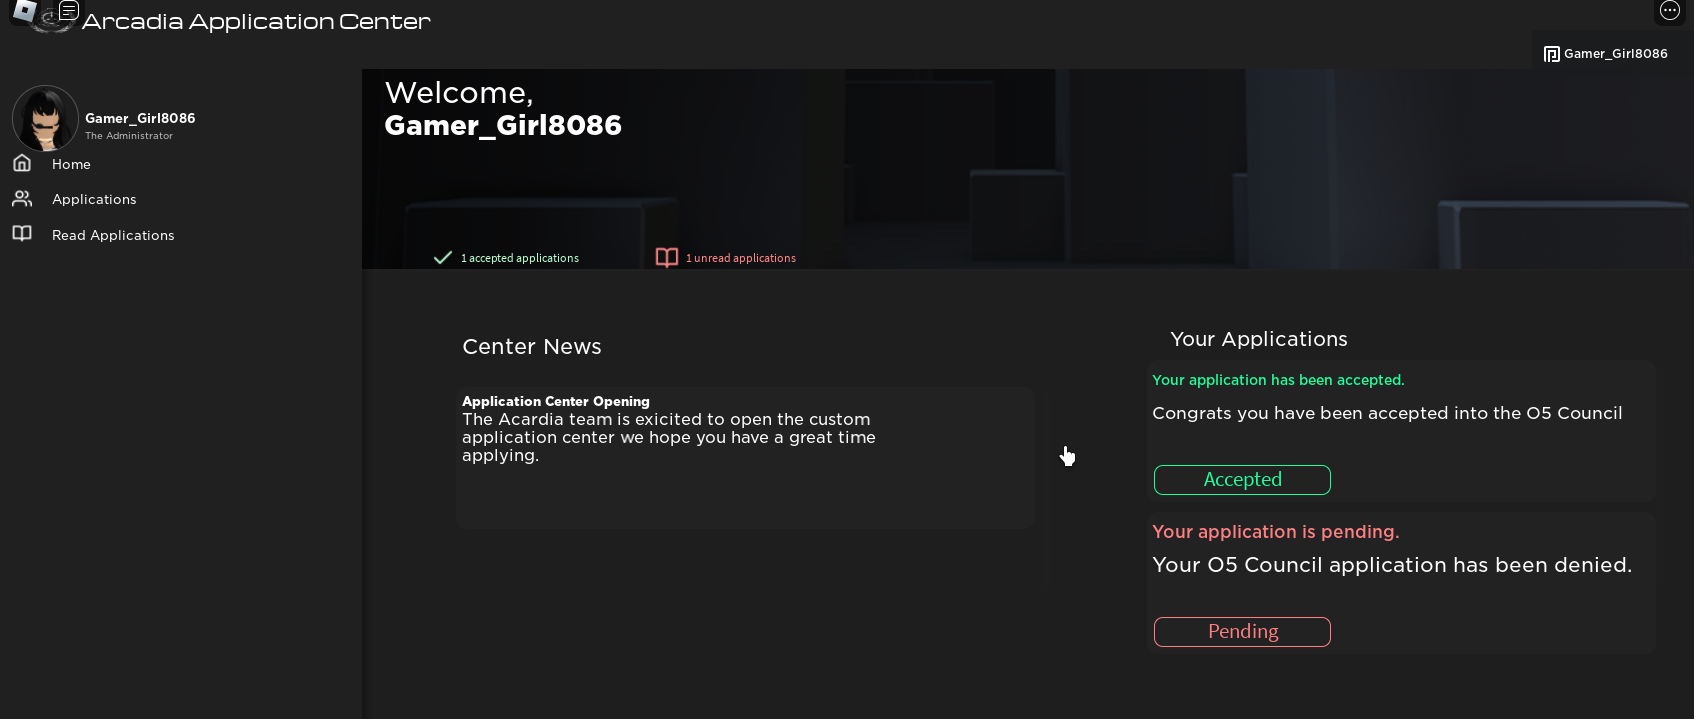 Arcadia Application Center
Gamer_Girl8086
Gamer_Girl8086
The Administrator
Home
Applications
Read Applications
Welcome,
Gamer_Girl8086
1 accepted applications
1 unread applications
Center News
Application Center Opening
The Acardia team is exicited to open the custom
application center we hope you have a great time
applying.
Your Applications
Your application has been accepted.
Congrats you have been accepted into the O5 Council
Accepted
Your application is pending.
Your O5 Council application has been denied.
Pending